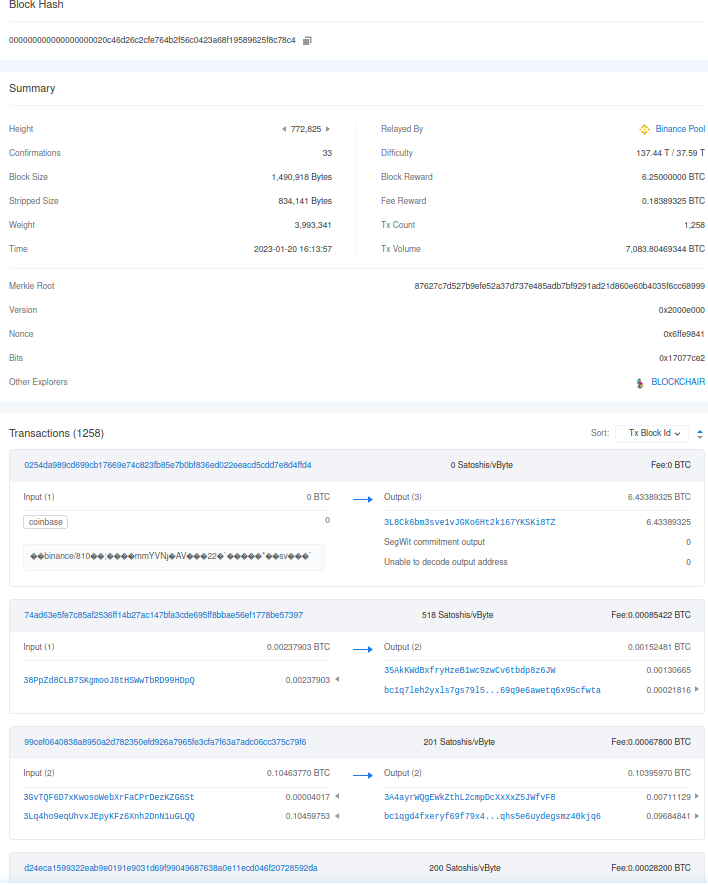 Block Hash
000000000000000000020c46d26c2cfe764b2f56c0423a68f19589625f8c78c4
Summary
Height 772,825 Relayed By Binance Pool
Confirmations 33 Difficulty 137.44 T / 37.59 T
Block Size 1,490,918 Bytes Block Reward 6.25000000 BTC
Stripped Size 834,141 Bytes Fee Reward 0.18389325 BTC
Weight 3,993,341 Tx Count 1,258
Time 2023-01-20 16:13:57 Tx Volume 7,083.80469344 BTC
Merkle Root 87627c7d527b9efe52a37d737e485adb7bf9291ad21d860e60b4035f6cc68999
Version 0x2000e000
Nonce 0x6ffe9841
Bits 0x17077ce2
Other Explorers BLOCKCHAIR
Transactions (1258) Sort: Tx Block Id
0254da989cd699cb17669e74c823fb85e7b0bf836ed022eeacd5cdd7e8d4ffd4 0 Satoshis/vByte Fee:0 BTC
Input (1) 0 BTC Output (3) 6.43389325 BTC
coinbase 0 3L8Ck6bm3sve1vJGKo6Ht2k167YKSKi8TZ 6.43389325
SegWit commitment output 0
��binance/810��;����mmYVNj�AV���22�`�����*��sv���` Unable to decode output address 0
74ad63e5fe7c85af2536ff14b27ac147bfa3cde695ff8bbae56ef1778be57397 518 Satoshis/vByte Fee:0.00085422 BTC
Input (1) 0.00237903 BTC Output (2) 0.00152481 BTC
38PpZd8CLB7SKgmooJ8tHSWwTbRD99HDpQ 0.00237903 35AkKWdBxfryHzeB1wc9zwCv6tbdp8z6JW 0.00130665
bc1q7leh2yxls7gs79l5...69q9e6awetq6x95cfwta 0.00021816
99cef0640838a8950a2d782350efd926a7965fe3cfa7f63a7adc06cc375c79f6 201 Satoshis/vByte Fee:0.00067800 BTC
Input (2) 0.10463770 BTC Output (2) 0.10395970 BTC
3GvTQF6D7xKwosoWebXrFaCPrDezKZG6St 0.00004017 3A4ayrWQgEWkZthL2cmpDcXxXxZ5JWfvF8 0.00711129
3Lq4ho9eqUhvxJEpyKFz6Xnh2DnN1uGLQQ 0.10459753 bc1qgd4fxeryf69f79x4...qhs5e6uydegsmz40kjq6 0.09684841
d24eca1599322eab9e0191e9031d69f99049687638a0e11ecd046f20728592da 200 Satoshis/vByte Fee:0.00028200 BTC